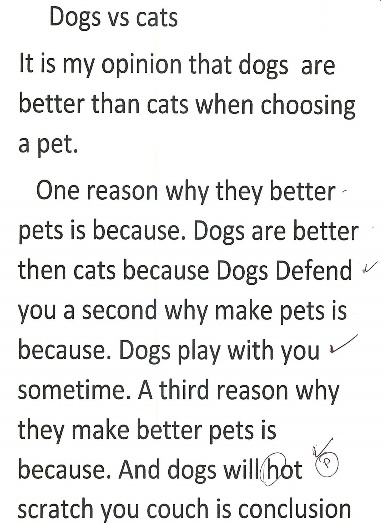 Dogs vs cats
It is my opinion that dogs are
better than cats when choosing
a pet.
One reason why they better
pets is because. Dogs are better
then cats because Dogs Defend
you a second why make pets is
because. Dogs play with you
sometime. A third reason why
they make better pets is
because. And dogs will hot
scratch you couch is conclusion